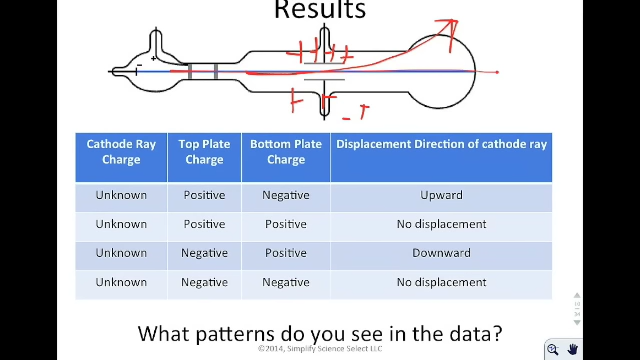 Results
- +
Cathode Ray Charge Top Plate Charge Bottom Plate Charge Displacement Direction of cathode ray
Unknown Positive Negative Upward
Unknown Positive Positive No displacement
Unknown Negative Positive Downward
Unknown Negative Negative No displacement
What patterns do you see in the data?
©2014, Simplify Science Select LLC